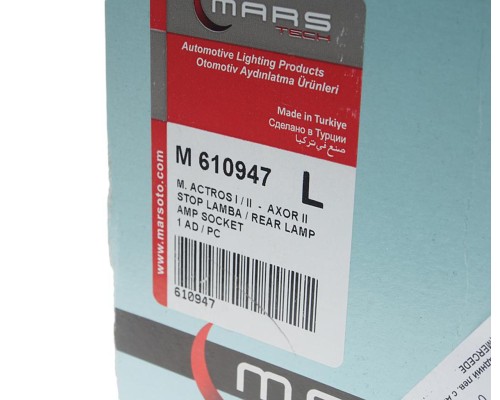 MARS
TECH
Automotive Lighting Products
Otomotiv Aydınlatma Ürünleri
Made in Turkiye
Сделано в Турции
صنع في تركيا
www.marsoto.com
M 610947 L
M. ACTROS I / II - AXOR II
STOP LAMBA / REAR LAMP
AMP SOCKET
1 AD / PC
610947
MERCEDE